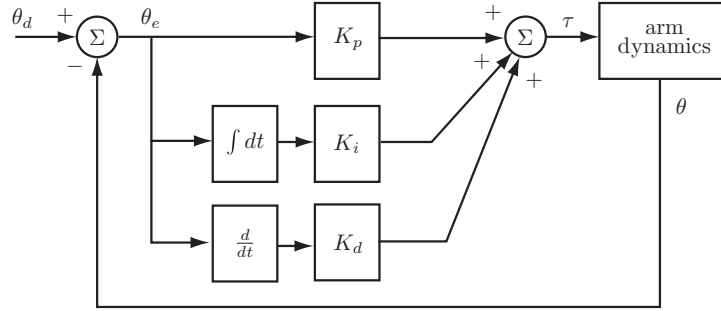 θ_d + Σ − θ_e
K_p
+ Σ + +
τ
arm
dynamics
θ
∫ dt
K_i
d/dt
K_d